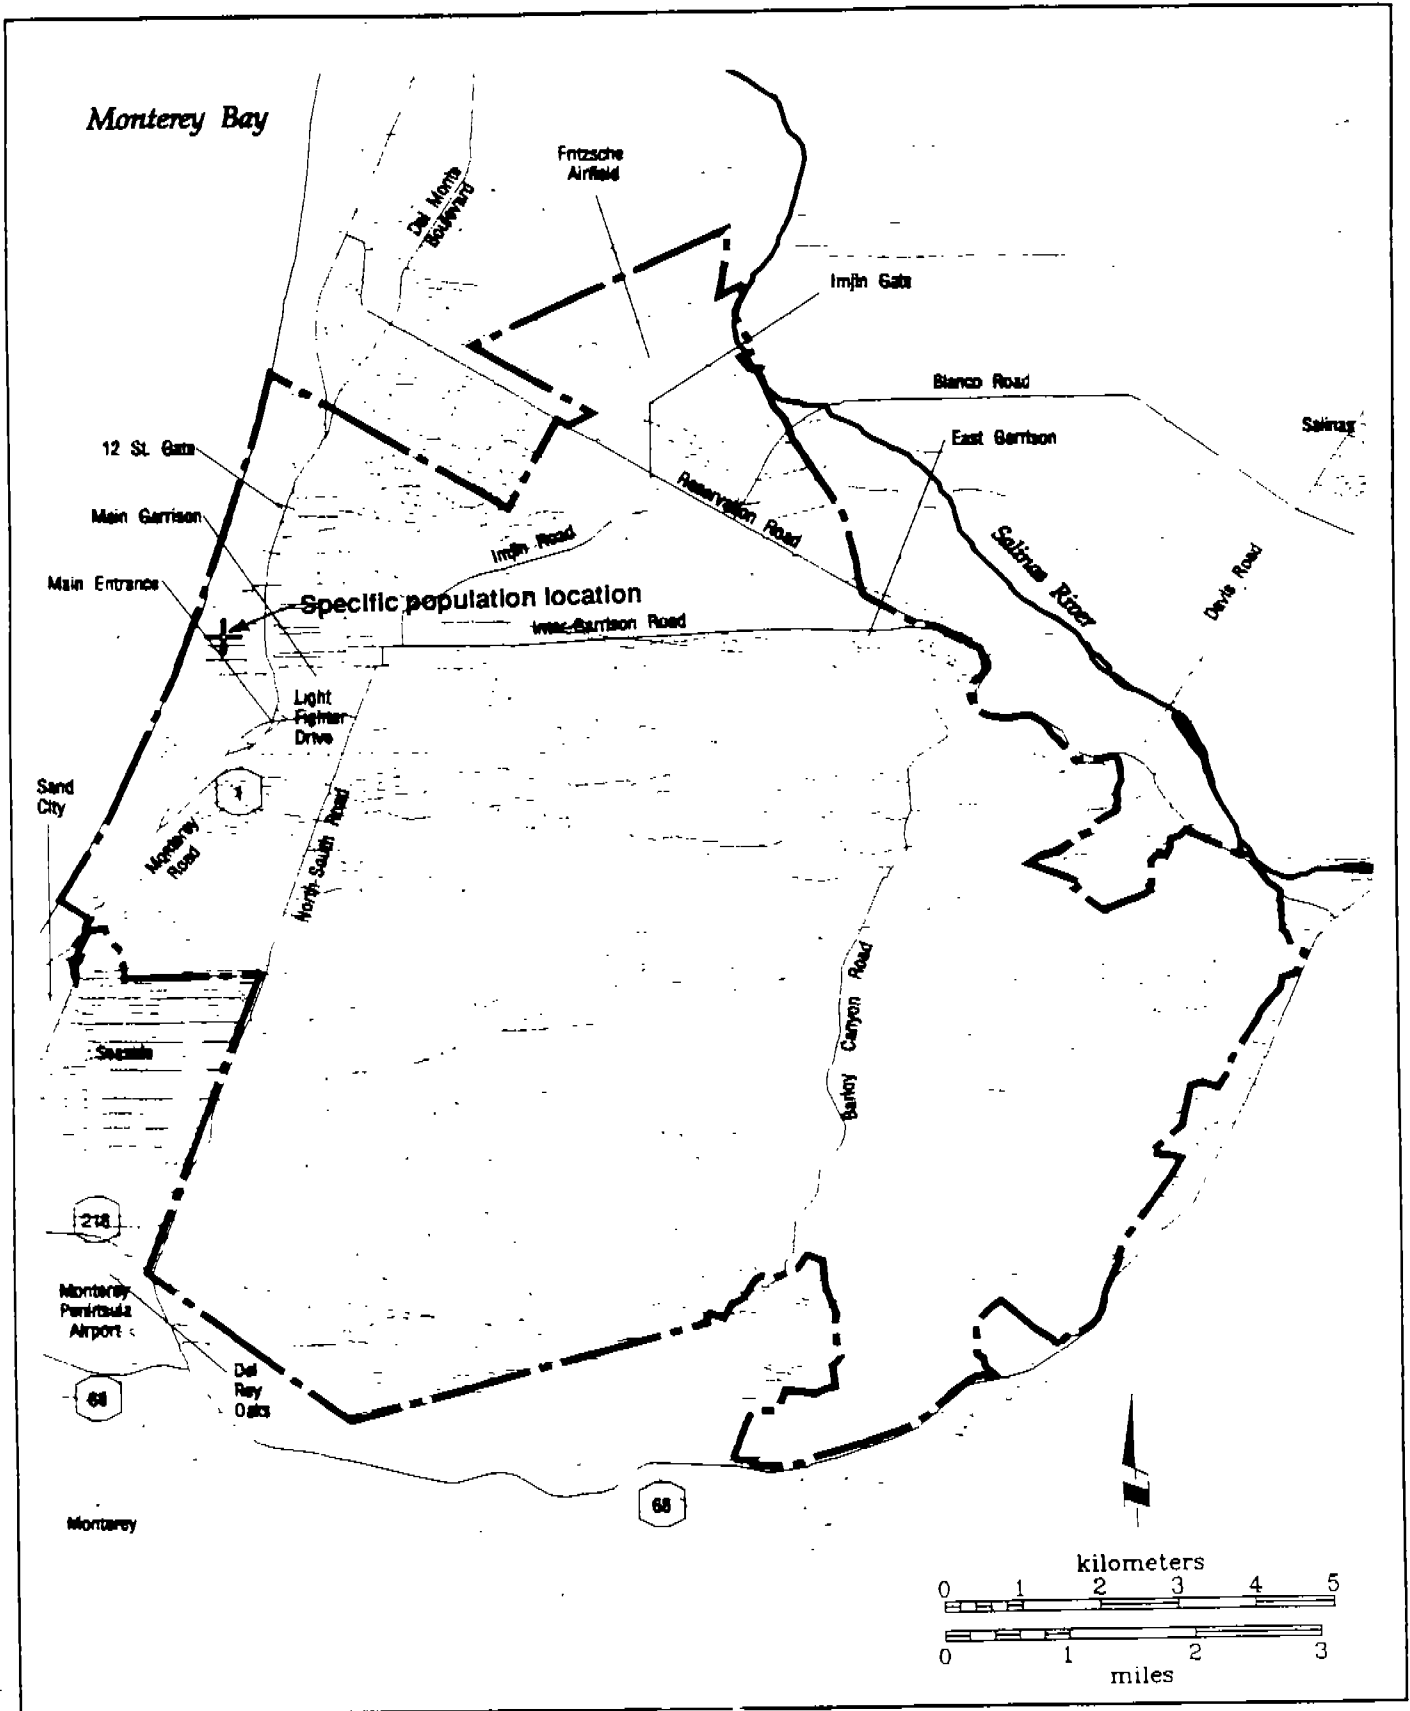 Monterey Bay
Fritzsche
Airfield
Del Monte
Boulevard
Imjin Gate
Blanco Road
Salinas
12 St. Gate
East Garrison
Reservation Road
Main Garrison
Imjin Road
Salinas River
Davis Road
Main Entrance
Specific population location
Inter-Garrison Road
Light
Fighter
Drive
Sand
City
1
Monterey
Road
North-South Road
Barloy Canyon Road
Seaside
218
Monterey
Peninsula
Airport
Del
Rey
Oaks
68
68
Monterey
kilometers
0 1 2 3 4 5
0 1 2 3
miles